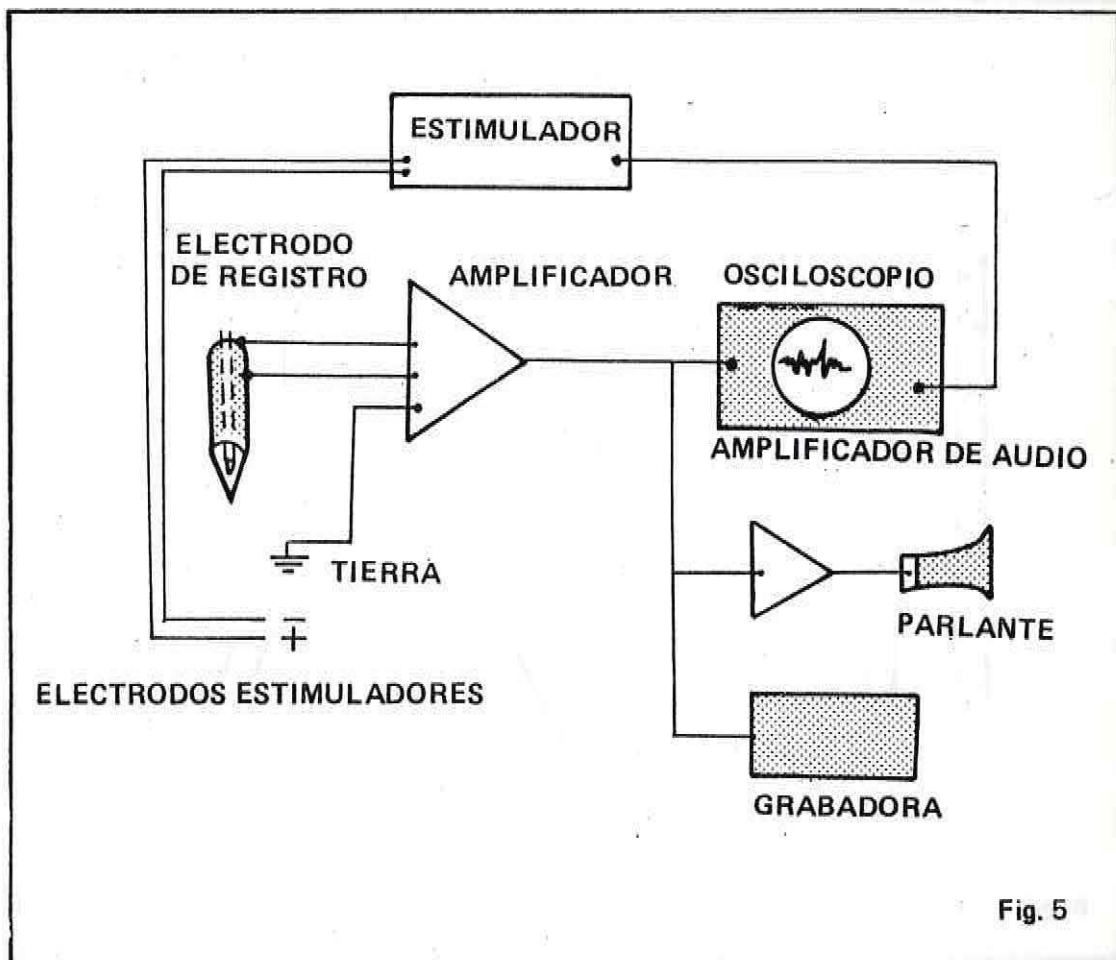 ESTIMULADOR
ELECTRODO
DE REGISTRO
AMPLIFICADOR
OSCILOSCOPIO
AMPLIFICADOR DE AUDIO
TIERRA
−
+
PARLANTE
ELECTRODOS ESTIMULADORES
GRABADORA
Fig. 5